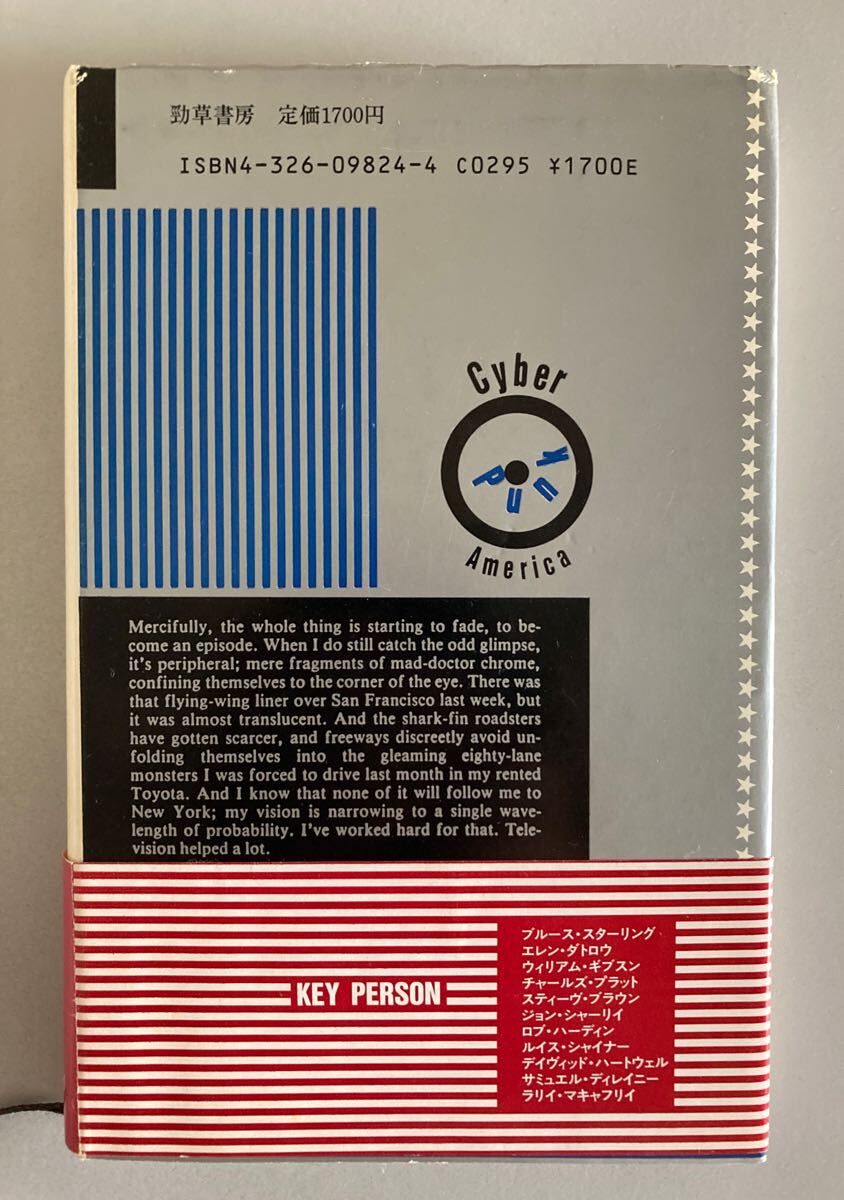 勁草書房　定価1700円
ISBN4-326-09824-4 C0295 ¥1700E
Cyber
Punk
America
Mercifully, the whole thing is starting to fade, to be-
come an episode. When I do still catch the odd glimpse,
it's peripheral; mere fragments of mad-doctor chrome,
confining themselves to the corner of the eye. There was
that flying-wing liner over San Francisco last week, but
it was almost translucent. And the shark-fin roadsters
have gotten scarcer, and freeways discreetly avoid un-
folding themselves into the gleaming eighty-lane
monsters I was forced to drive last month in my rented
Toyota. And I know that none of it will follow me to
New York; my vision is narrowing to a single wave-
length of probability. I've worked hard for that. Tele-
vision helped a lot.
KEY PERSON
ブルース・スターリング
エレン・ダトロウ
ウィリアム・ギブスン
チャールズ・プラット
スティーヴ・ブラウン
ジョン・シャーリイ
ロブ・ハーディン
ルイス・シャイナー
デイヴィッド・ハートウェル
サミュエル・ディレイニー
ラリイ・マキャフリイ